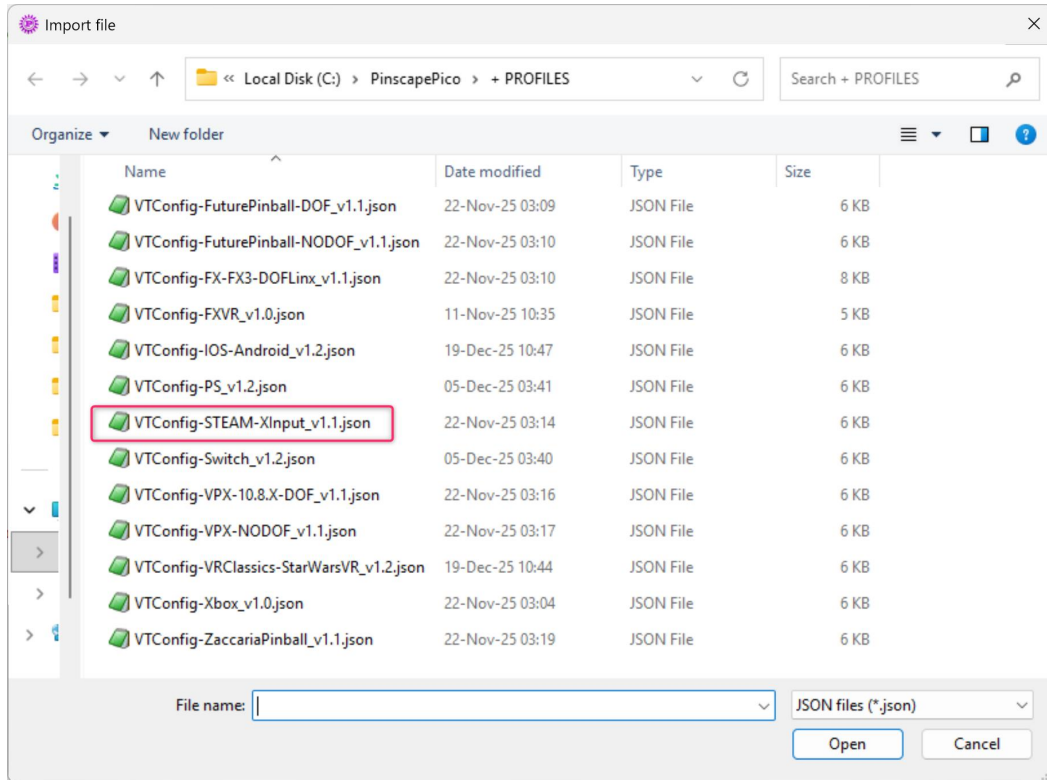 Import file
« Local Disk (C:) > PinscapePico > + PROFILES
Search + PROFILES
Organize New folder
Name Date modified Type Size
VTConfig-FuturePinball-DOF_v1.1.json 22-Nov-25 03:09 JSON File 6 KB
VTConfig-FuturePinball-NODOF_v1.1.json 22-Nov-25 03:10 JSON File 6 KB
VTConfig-FX-FX3-DOFLinx_v1.1.json 22-Nov-25 03:10 JSON File 8 KB
VTConfig-FXVR_v1.0.json 11-Nov-25 10:35 JSON File 5 KB
VTConfig-IOS-Android_v1.2.json 19-Dec-25 10:47 JSON File 6 KB
VTConfig-PS_v1.2.json 05-Dec-25 03:41 JSON File 6 KB
VTConfig-STEAM-XInput_v1.1.json 22-Nov-25 03:14 JSON File 6 KB
VTConfig-Switch_v1.2.json 05-Dec-25 03:40 JSON File 6 KB
VTConfig-VPX-10.8.X-DOF_v1.1.json 22-Nov-25 03:16 JSON File 6 KB
VTConfig-VPX-NODOF_v1.1.json 22-Nov-25 03:17 JSON File 6 KB
VTConfig-VRClassics-StarWarsVR_v1.2.json 19-Dec-25 10:44 JSON File 6 KB
VTConfig-Xbox_v1.0.json 22-Nov-25 03:04 JSON File 6 KB
VTConfig-ZaccariaPinball_v1.1.json 22-Nov-25 03:19 JSON File 6 KB
File name: JSON files (*.json)
Open Cancel